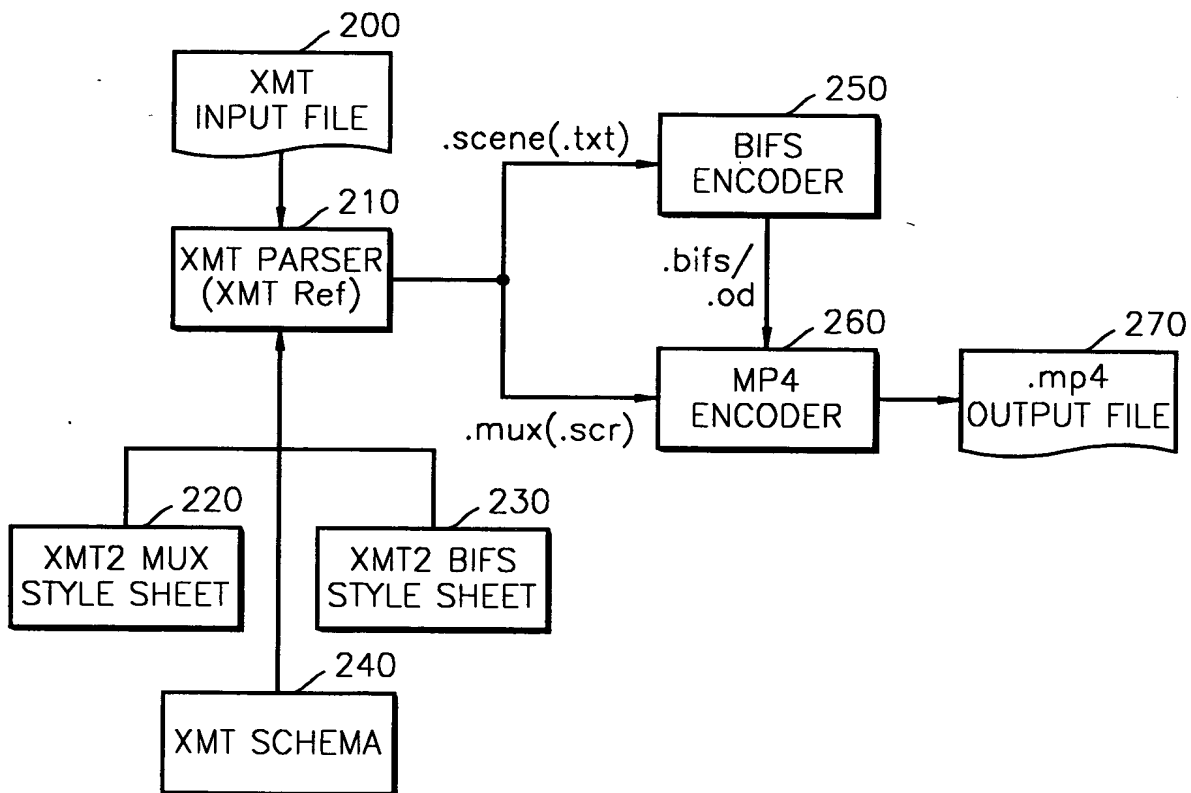 200
XMT
INPUT FILE
250
.scene(.txt)
BIFS
ENCODER
210
XMT PARSER
(XMT Ref)
.bifs/
.od
260
270
MP4
ENCODER
.mp4
OUTPUT FILE
.mux(.scr)
220
230
XMT2 MUX
STYLE SHEET
XMT2 BIFS
STYLE SHEET
240
XMT SCHEMA